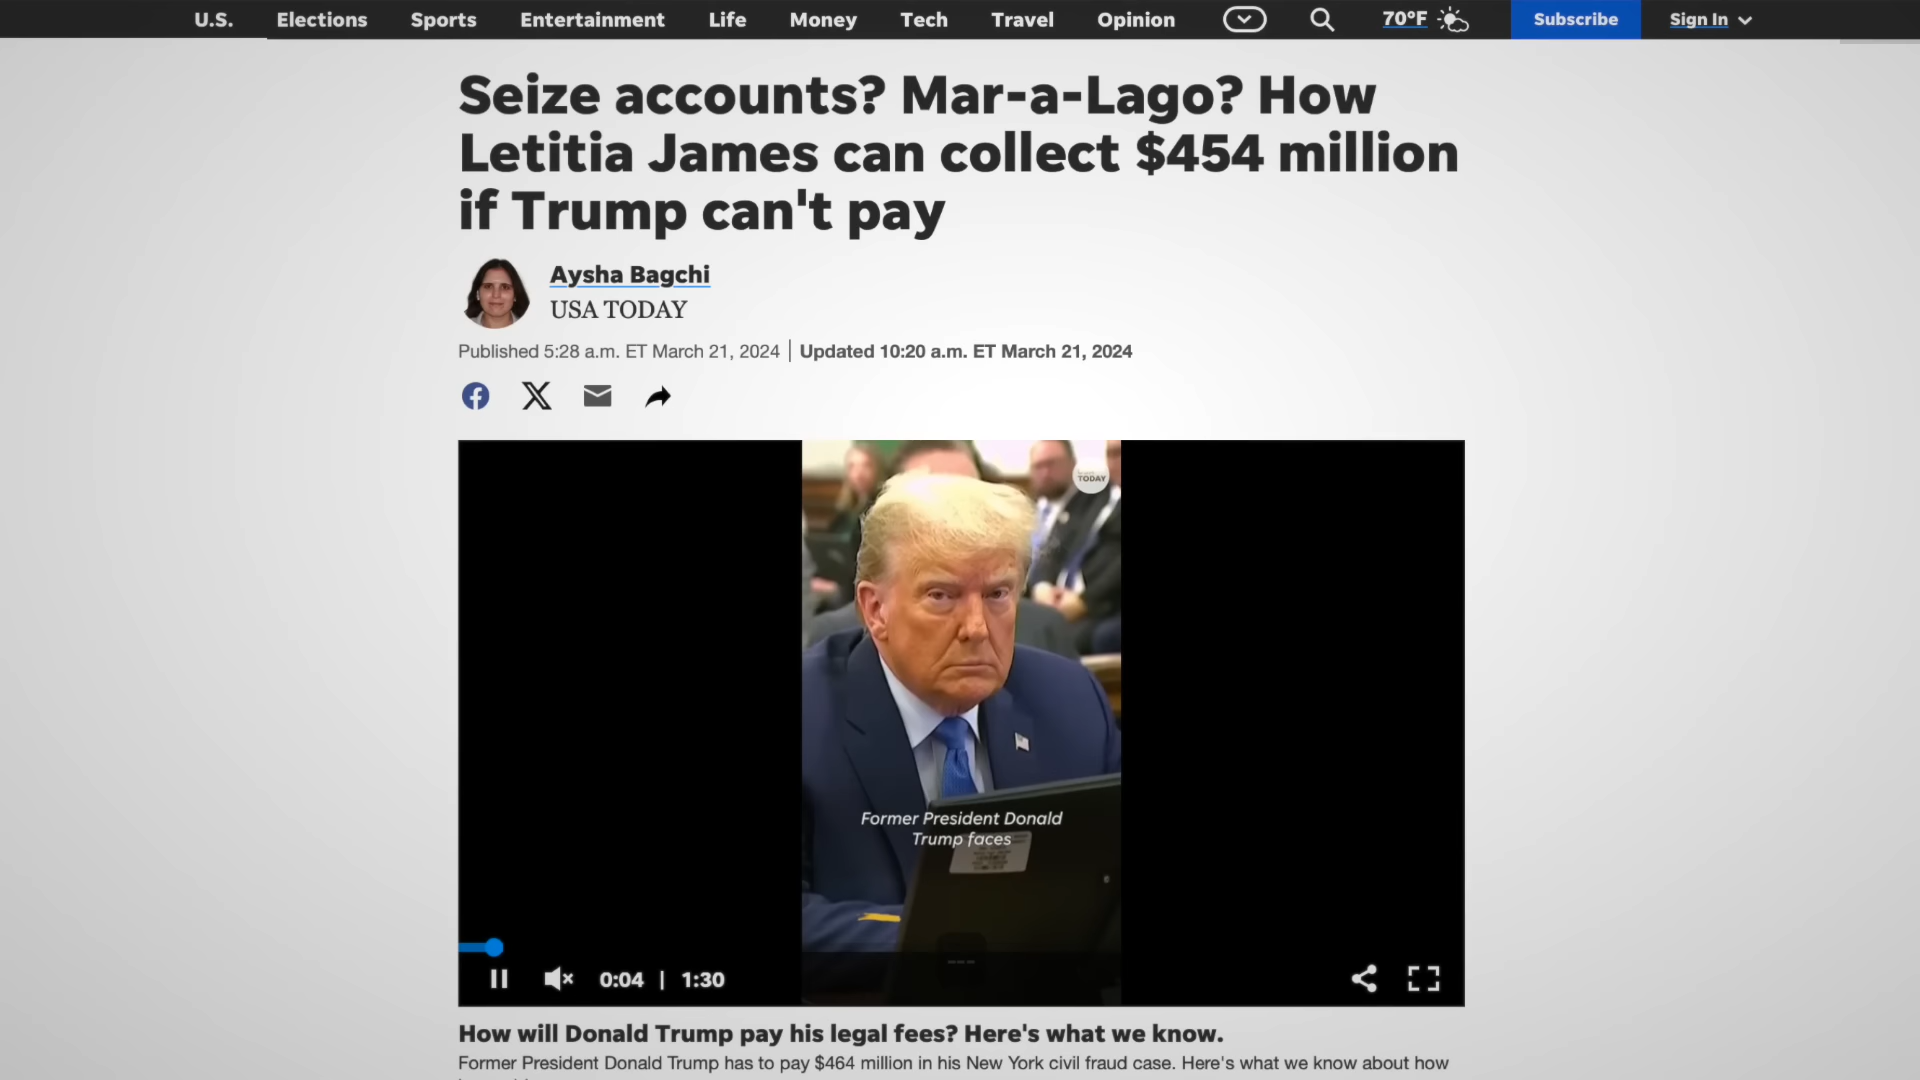 U.S. Elections Sports Entertainment Life Money Tech Travel Opinion 70°F Subscribe Sign In
Seize accounts? Mar-a-Lago? How
Letitia James can collect $454 million
if Trump can't pay
Aysha Bagchi
USA TODAY
Published 5:28 a.m. ET March 21, 2024 | Updated 10:20 a.m. ET March 21, 2024
TODAY
Former President Donald
Trump faces
0:04 | 1:30
How will Donald Trump pay his legal fees? Here's what we know.
Former President Donald Trump has to pay $464 million in his New York civil fraud case. Here's what we know about how